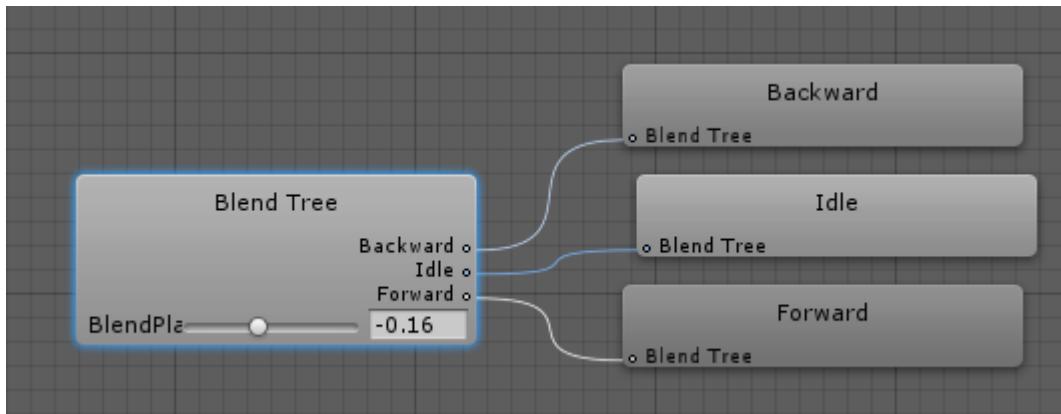 Blend Tree
Backward
Idle
Forward
BlendPla
-0.16
Backward
Blend Tree
Idle
Blend Tree
Forward
Blend Tree